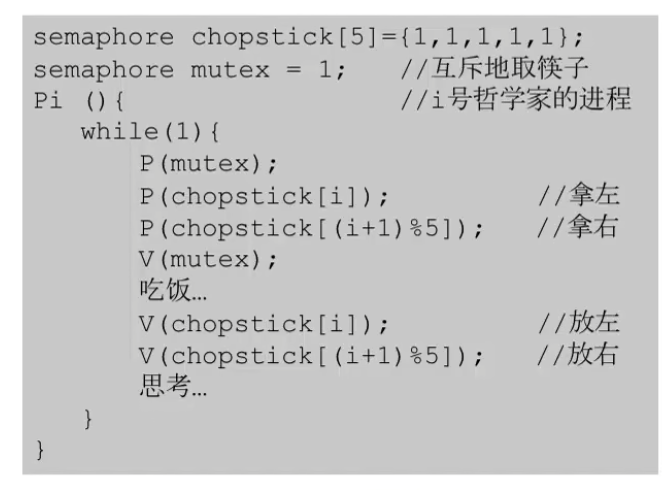 semaphore chopstick[5]={1,1,1,1,1};
semaphore mutex = 1;    //互斥地取筷子
Pi (){                  //i号哲学家的进程
while(1){
P(mutex);
P(chopstick[i]);          //拿左
P(chopstick[(i+1)%5]);    //拿右
V(mutex);
吃饭…
V(chopstick[i]);          //放左
V(chopstick[(i+1)%5]);    //放右
思考…
}
}